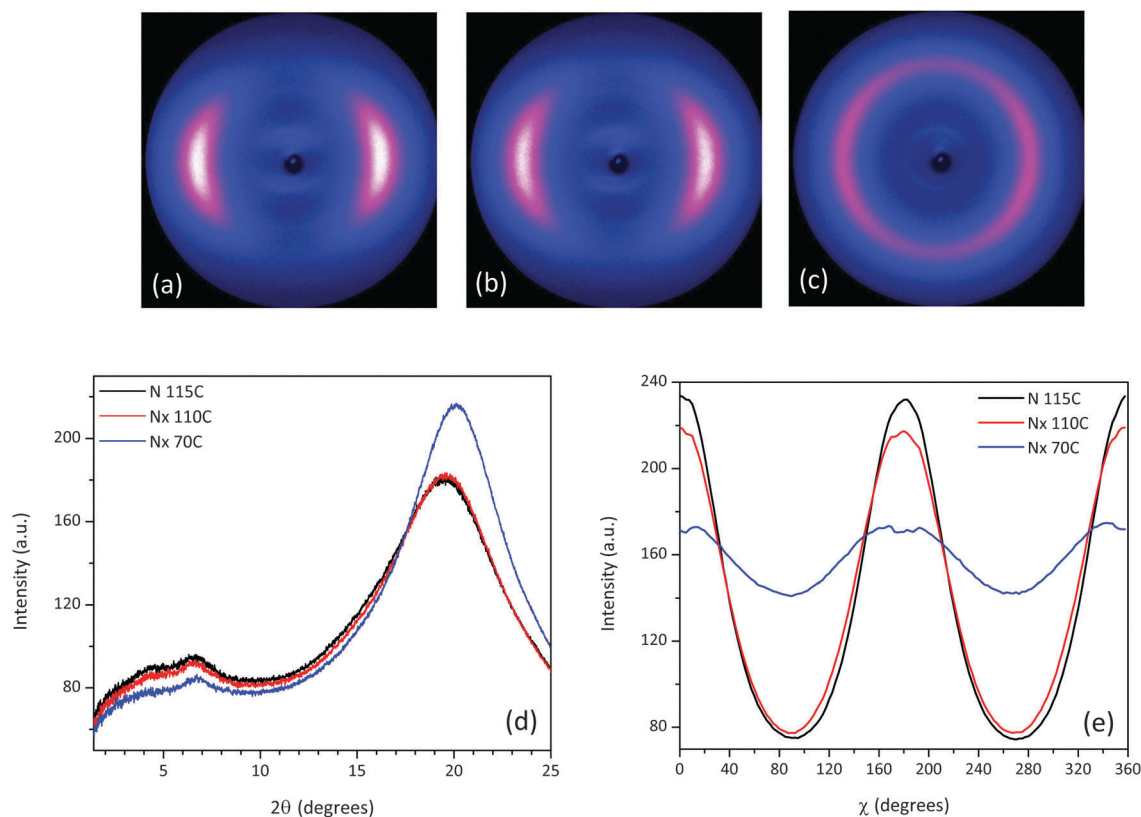 (a)
(b)
(c)
N 115C
Nx 110C
Nx 70C
200
160
120
80
Intensity (a.u.)
(d)
5
10
15
20
25
2θ (degrees)
N 115C
Nx 110C
Nx 70C
240
200
160
120
80
Intensity (a.u.)
(e)
0
40
80
120
160
200
240
280
320
360
χ (degrees)